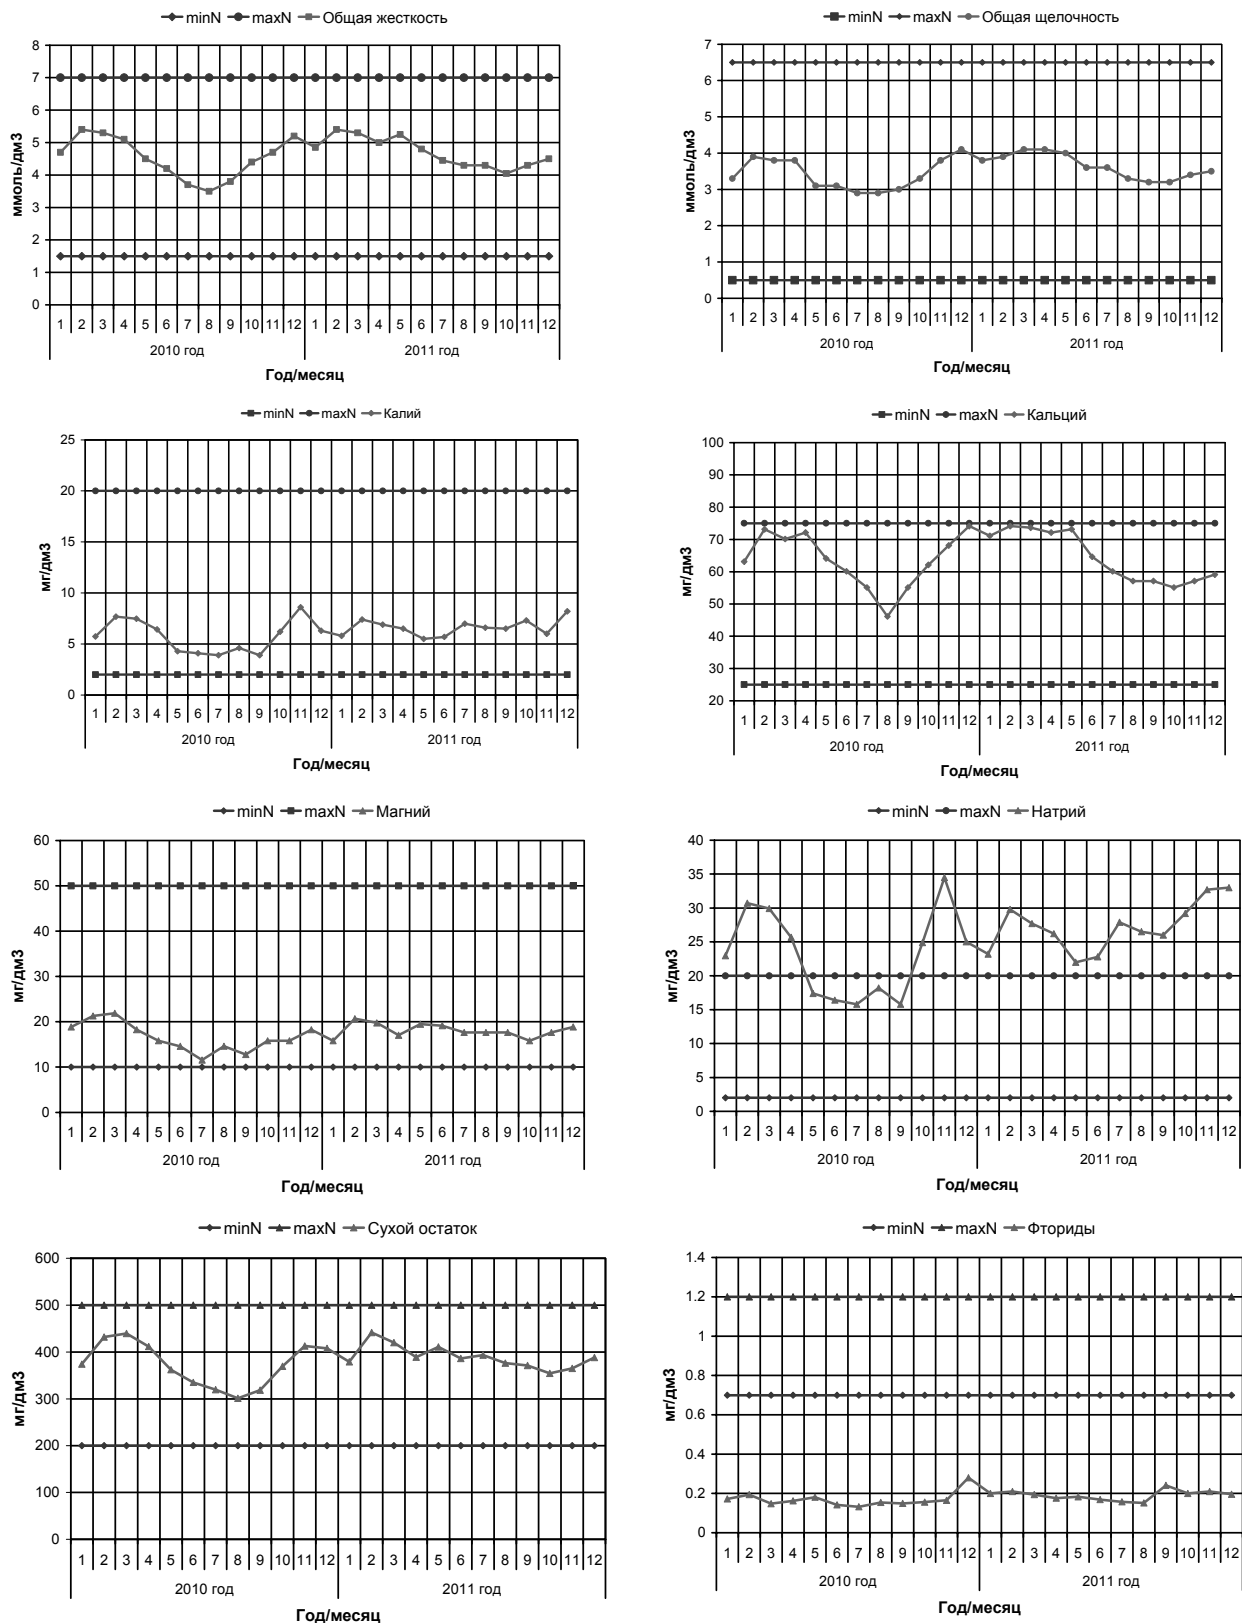 minN maxN Общая жесткость
8
7
6
5
4
3
2
1
0
ммоль/дм3
1 2 3 4 5 6 7 8 9 10 11 12 1 2 3 4 5 6 7 8 9 10 11 12
2010 год 2011 год
Год/месяц
minN maxN Общая щелочность
7
6
5
4
3
2
1
0
ммоль/дм3
1 2 3 4 5 6 7 8 9 10 11 12 1 2 3 4 5 6 7 8 9 10 11 12
2010 год 2011 год
Год/месяц
minN maxN Калий
25
20
15
10
5
0
мг/дм3
1 2 3 4 5 6 7 8 9 10 11 12 1 2 3 4 5 6 7 8 9 10 11 12
2010 год 2011 год
Год/месяц
minN maxN Кальций
100
90
80
70
60
50
40
30
20
мг/дм3
1 2 3 4 5 6 7 8 9 10 11 12 1 2 3 4 5 6 7 8 9 10 11 12
2010 год 2011 год
Год/месяц
minN maxN Магний
60
50
40
30
20
10
0
мг/дм3
1 2 3 4 5 6 7 8 9 10 11 12 1 2 3 4 5 6 7 8 9 10 11 12
2010 год 2011 год
Год/месяц
minN maxN Натрий
40
35
30
25
20
15
10
5
0
мг/дм3
1 2 3 4 5 6 7 8 9 10 11 12 1 2 3 4 5 6 7 8 9 10 11 12
2010 год 2011 год
Год/месяц
minN maxN Сухой остаток
600
500
400
300
200
100
0
мг/дм3
1 2 3 4 5 6 7 8 9 10 11 12 1 2 3 4 5 6 7 8 9 10 11 12
2010 год 2011 год
Год/месяц
minN maxN Фториды
1.4
1.2
1
0.8
0.6
0.4
0.2
0
мг/дм3
1 2 3 4 5 6 7 8 9 10 11 12 1 2 3 4 5 6 7 8 9 10 11 12
2010 год 2011 год
Год/месяц